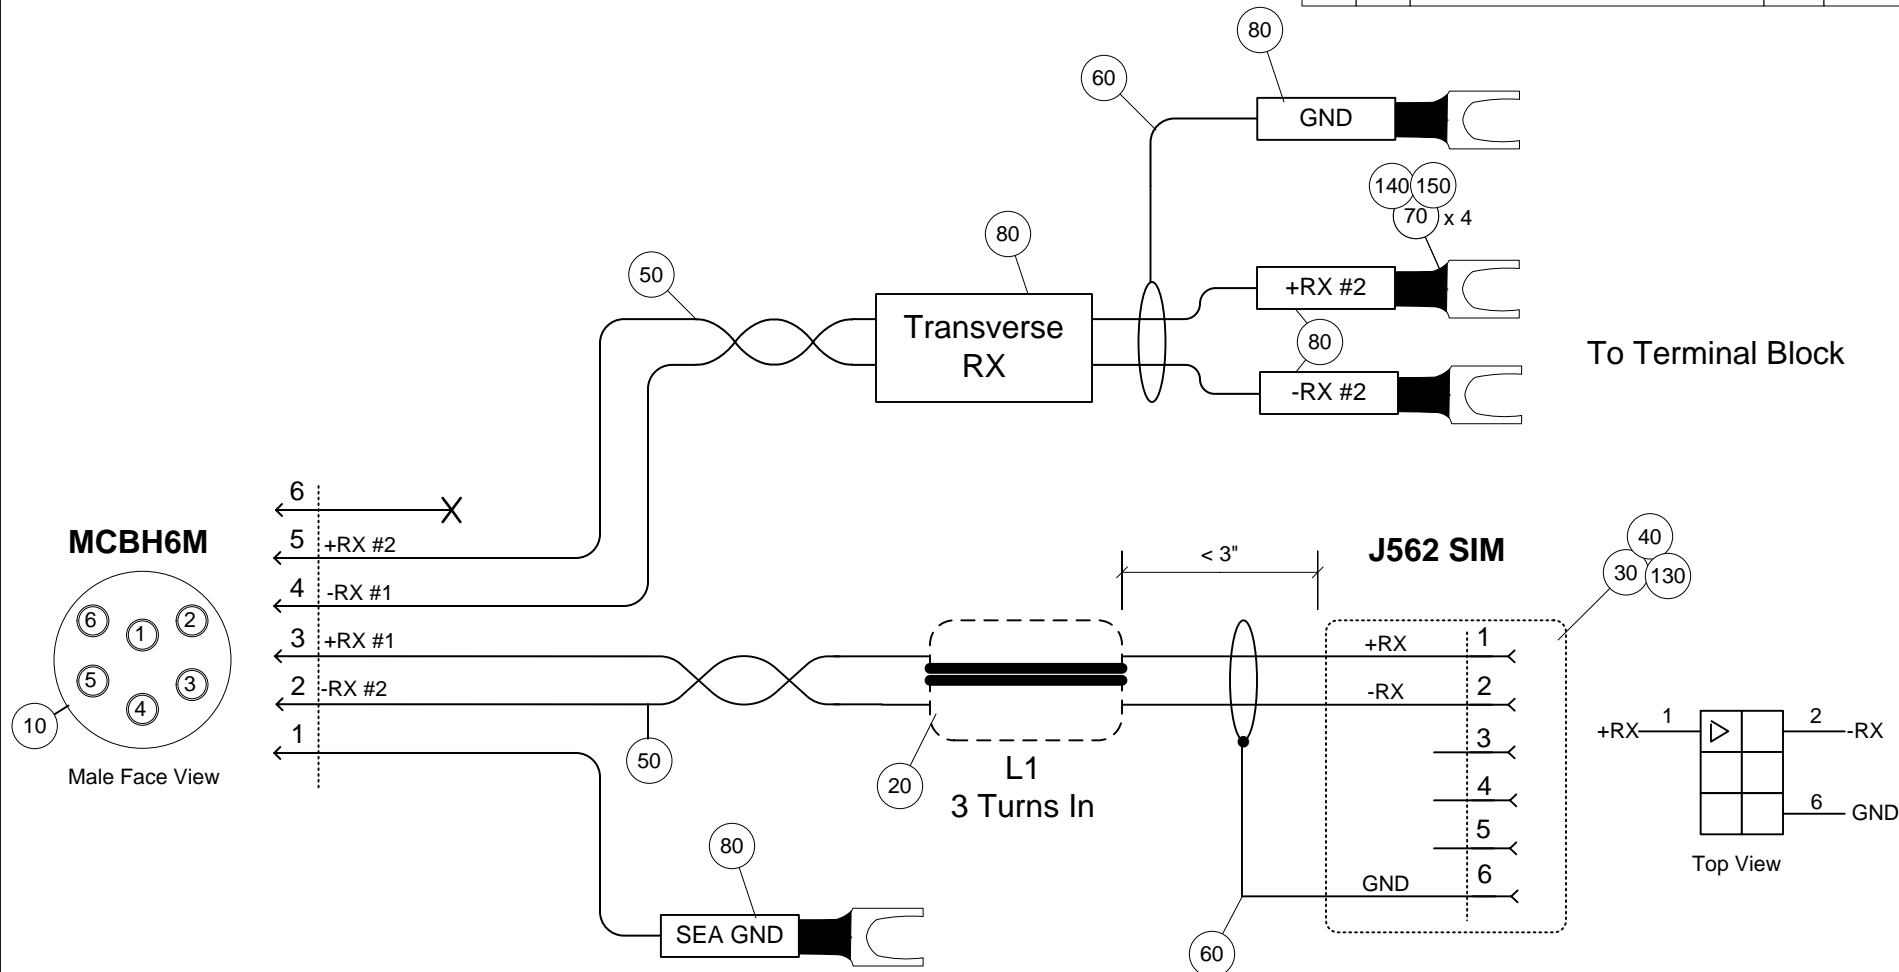 80
60
GND
140 150
70 x 4
80
50
+RX #2
Transverse
RX
80
-RX #2
To Terminal Block
6
MCBH6M
5 +RX #2
4 -RX #1
3 +RX #1
2 -RX #2
1
6 1 2
5 4 3
10
Male Face View
50
< 3"
J562 SIM
40
30 130
+RX 1
-RX 2
3
4
5
GND 6
L1
3 Turns In
20
60
+RX 1 2 -RX
6 GND
Top View
80
SEA GND